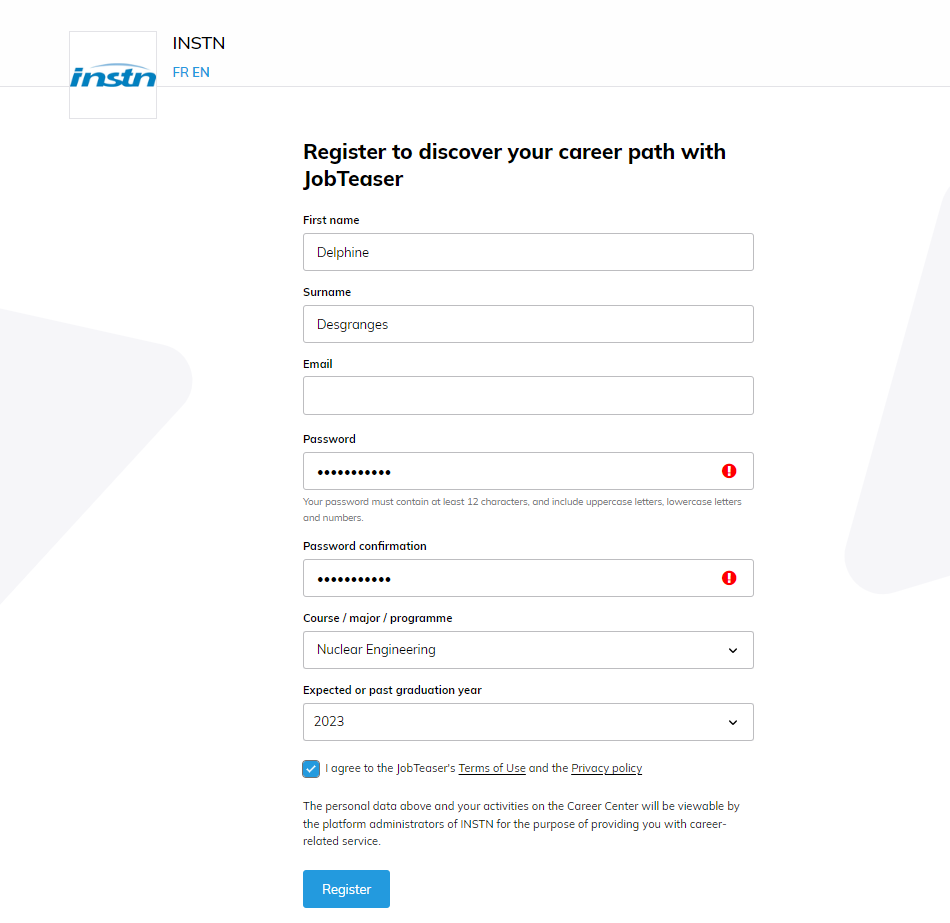 INSTN
instn
FR EN
Register to discover your career path with
JobTeaser
First name
Delphine
Surname
Desgranges
Email
Password
•••••••••••
Your password must contain at least 12 characters, and include uppercase letters, lowercase letters
and numbers.
Password confirmation
•••••••••••
Course / major / programme
Nuclear Engineering
Expected or past graduation year
2023
I agree to the JobTeaser's Terms of Use and the Privacy policy
The personal data above and your activities on the Career Center will be viewable by
the platform administrators of INSTN for the purpose of providing you with career-
related service.
Register